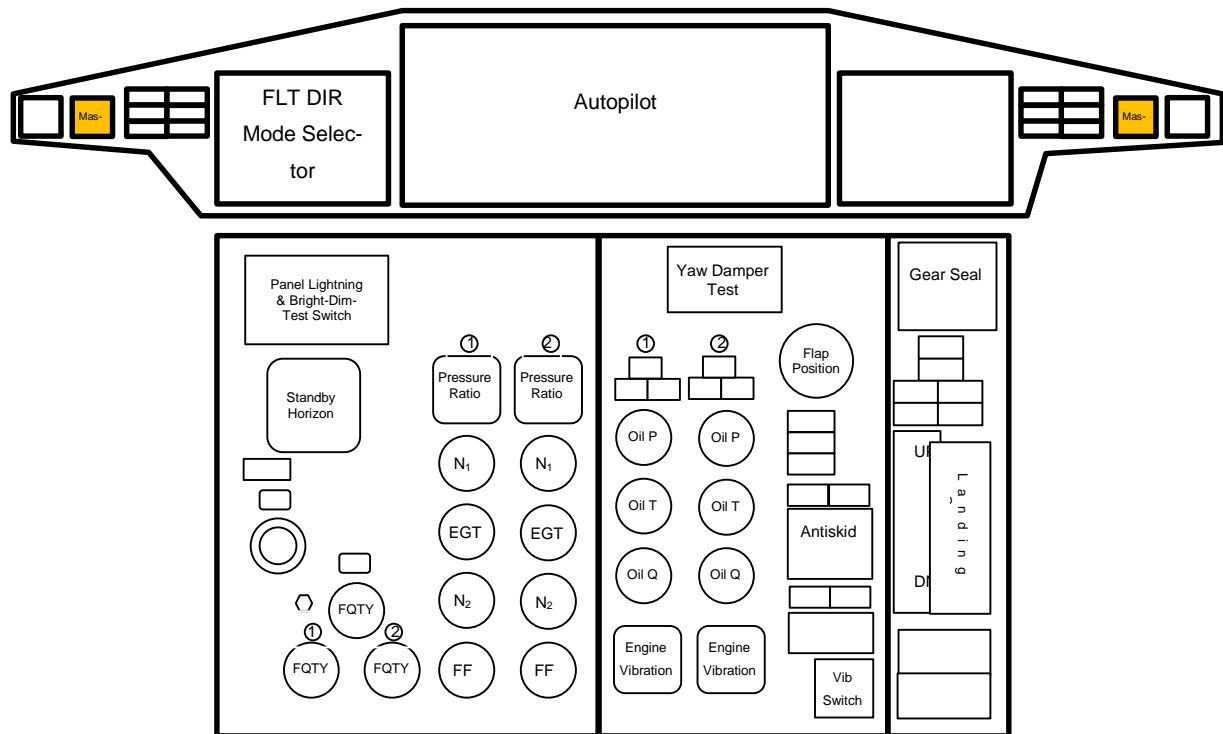 FLT DIR
Mode Selec-
tor
Autopilot
Mas-
Mas-
Panel Lightning
& Bright-Dim-
Test Switch
Standby
Horizon
1
2
Pressure
Ratio
Pressure
Ratio
N₁
N₁
EGT
EGT
N₂
N₂
FF
FF
FQTY
1
2
FQTY
FQTY
Yaw Damper
Test
1
2
Flap
Position
Oil P
Oil P
Oil T
Oil T
Oil Q
Oil Q
Engine
Vibration
Engine
Vibration
Antiskid
Vib
Switch
Gear Seal